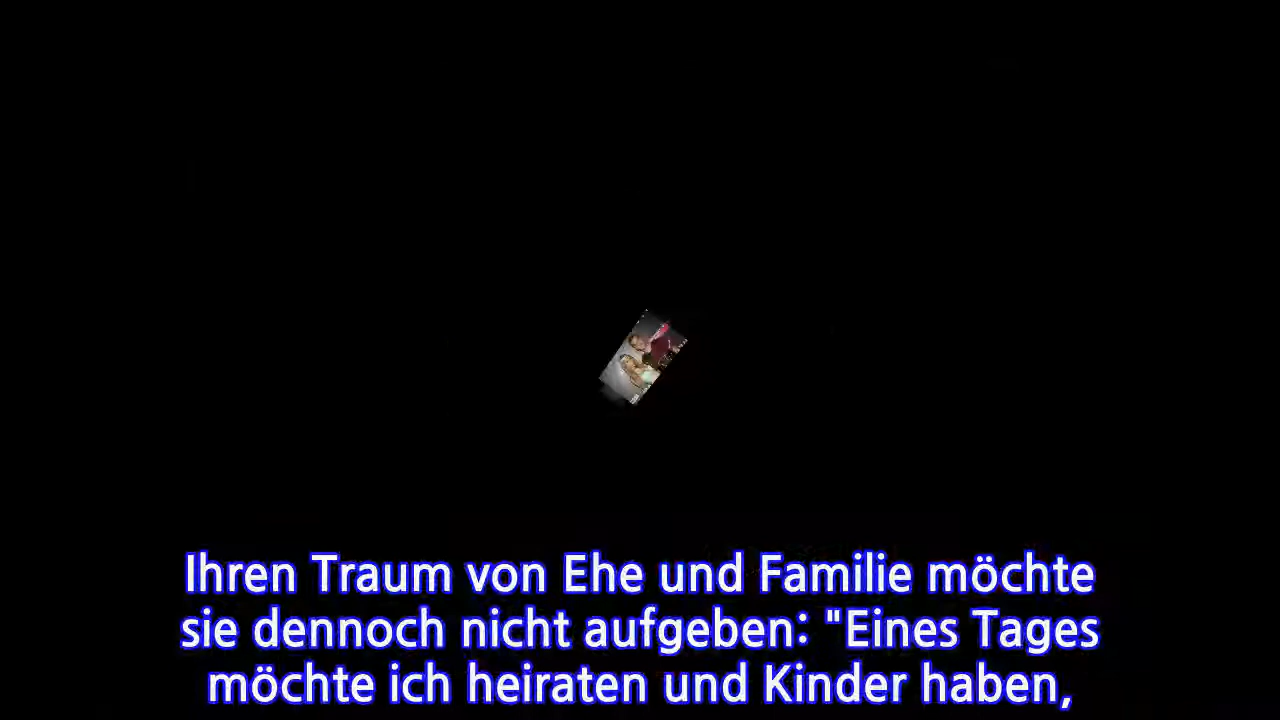 Ihren Traum von Ehe und Familie möchte
sie dennoch nicht aufgeben: "Eines Tages
möchte ich heiraten und Kinder haben,